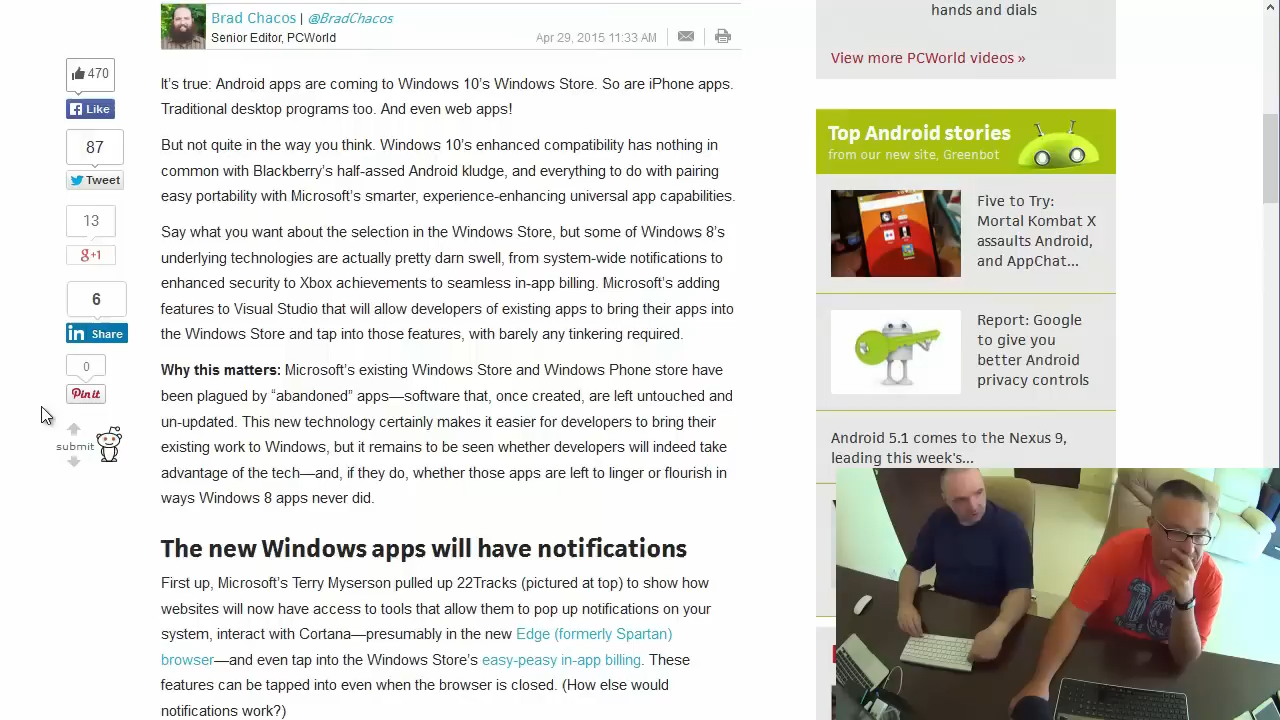 Brad Chacos | @BradChacos
Senior Editor, PCWorld
Apr 29, 2015 11:33 AM
470
Like
87
Tweet
13
g+1
6
in Share
0
Pin it
submit
It's true: Android apps are coming to Windows 10's Windows Store. So are iPhone apps.
Traditional desktop programs too. And even web apps!
But not quite in the way you think. Windows 10's enhanced compatibility has nothing in
common with Blackberry's half-assed Android kludge, and everything to do with pairing
easy portability with Microsoft's smarter, experience-enhancing universal app capabilities.
Say what you want about the selection in the Windows Store, but some of Windows 8's
underlying technologies are actually pretty darn swell, from system-wide notifications to
enhanced security to Xbox achievements to seamless in-app billing. Microsoft's adding
features to Visual Studio that will allow developers of existing apps to bring their apps into
the Windows Store and tap into those features, with barely any tinkering required.
Why this matters: Microsoft's existing Windows Store and Windows Phone store have
been plagued by “abandoned” apps—software that, once created, are left untouched and
un-updated. This new technology certainly makes it easier for developers to bring their
existing work to Windows, but it remains to be seen whether developers will indeed take
advantage of the tech—and, if they do, whether those apps are left to linger or flourish in
ways Windows 8 apps never did.
The new Windows apps will have notifications
First up, Microsoft's Terry Myserson pulled up 22Tracks (pictured at top) to show how
websites will now have access to tools that allow them to pop up notifications on your
system, interact with Cortana—presumably in the new Edge (formerly Spartan)
browser—and even tap into the Windows Store's easy-peasy in-app billing. These
features can be tapped into even when the browser is closed. (How else would
notifications work?)
hands and dials
View more PCWorld videos »
Top Android stories
from our new site, Greenbot
Five to Try:
Mortal Kombat X
assaults Android,
and AppChat...
Report: Google
to give you
better Android
privacy controls
Android 5.1 comes to the Nexus 9,
leading this week's...